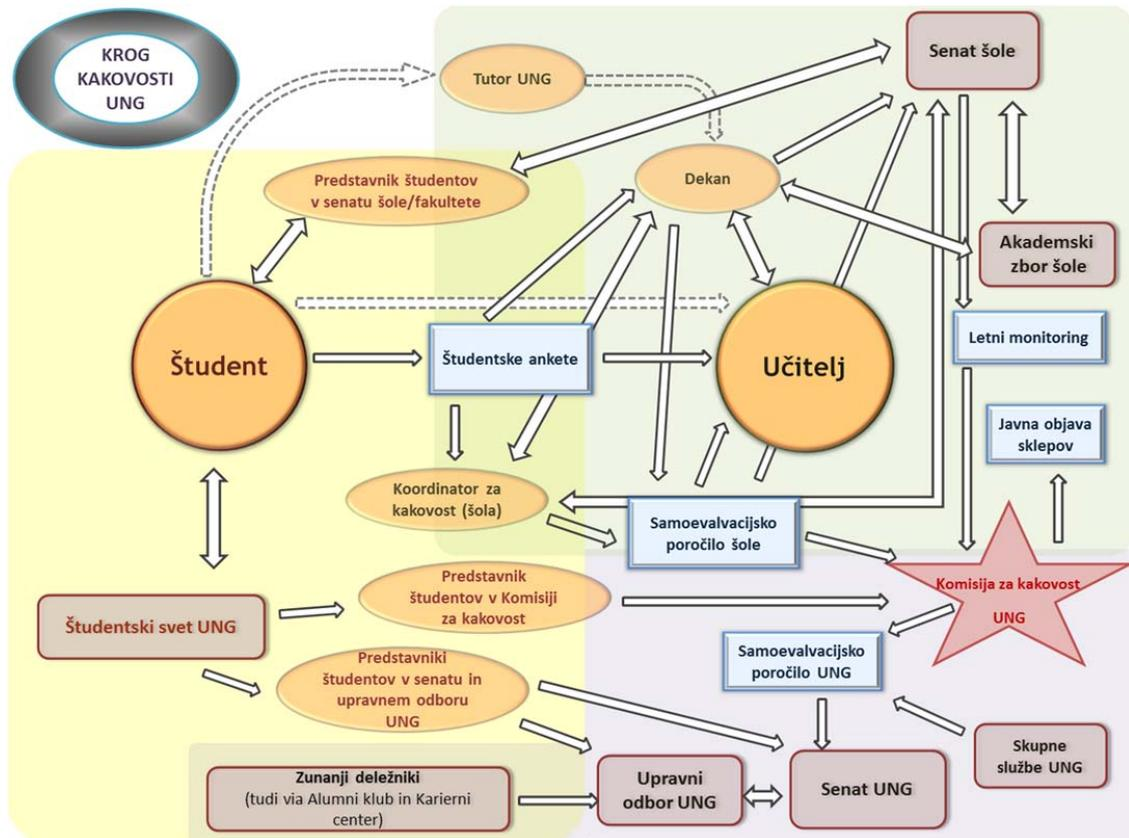 KROG
KAKOVOSTI
UNG
Tutor UNG
Senat šole
Predstavnik študentov
v senatu šole/fakultete
Dekan
Akademski
zbor šole
Študent
Študentske ankete
Učitelj
Letni monitoring
Javna objava
sklepov
Koordinator za
kakovost (šola)
Samoevalvacijsko
poročilo šole
Predstavnik
študentov v Komisiji
za kakovost
Komisija za kakovost
UNG
Študentski svet UNG
Samoevalvacijsko
poročilo UNG
Predstavniki
študentov v senatu in
upravnem odboru
UNG
Skupne
službe UNG
Zunanji deležniki
(tudi via Alumni klub in Karierni
center)
Upravni
odbor UNG
Senat UNG